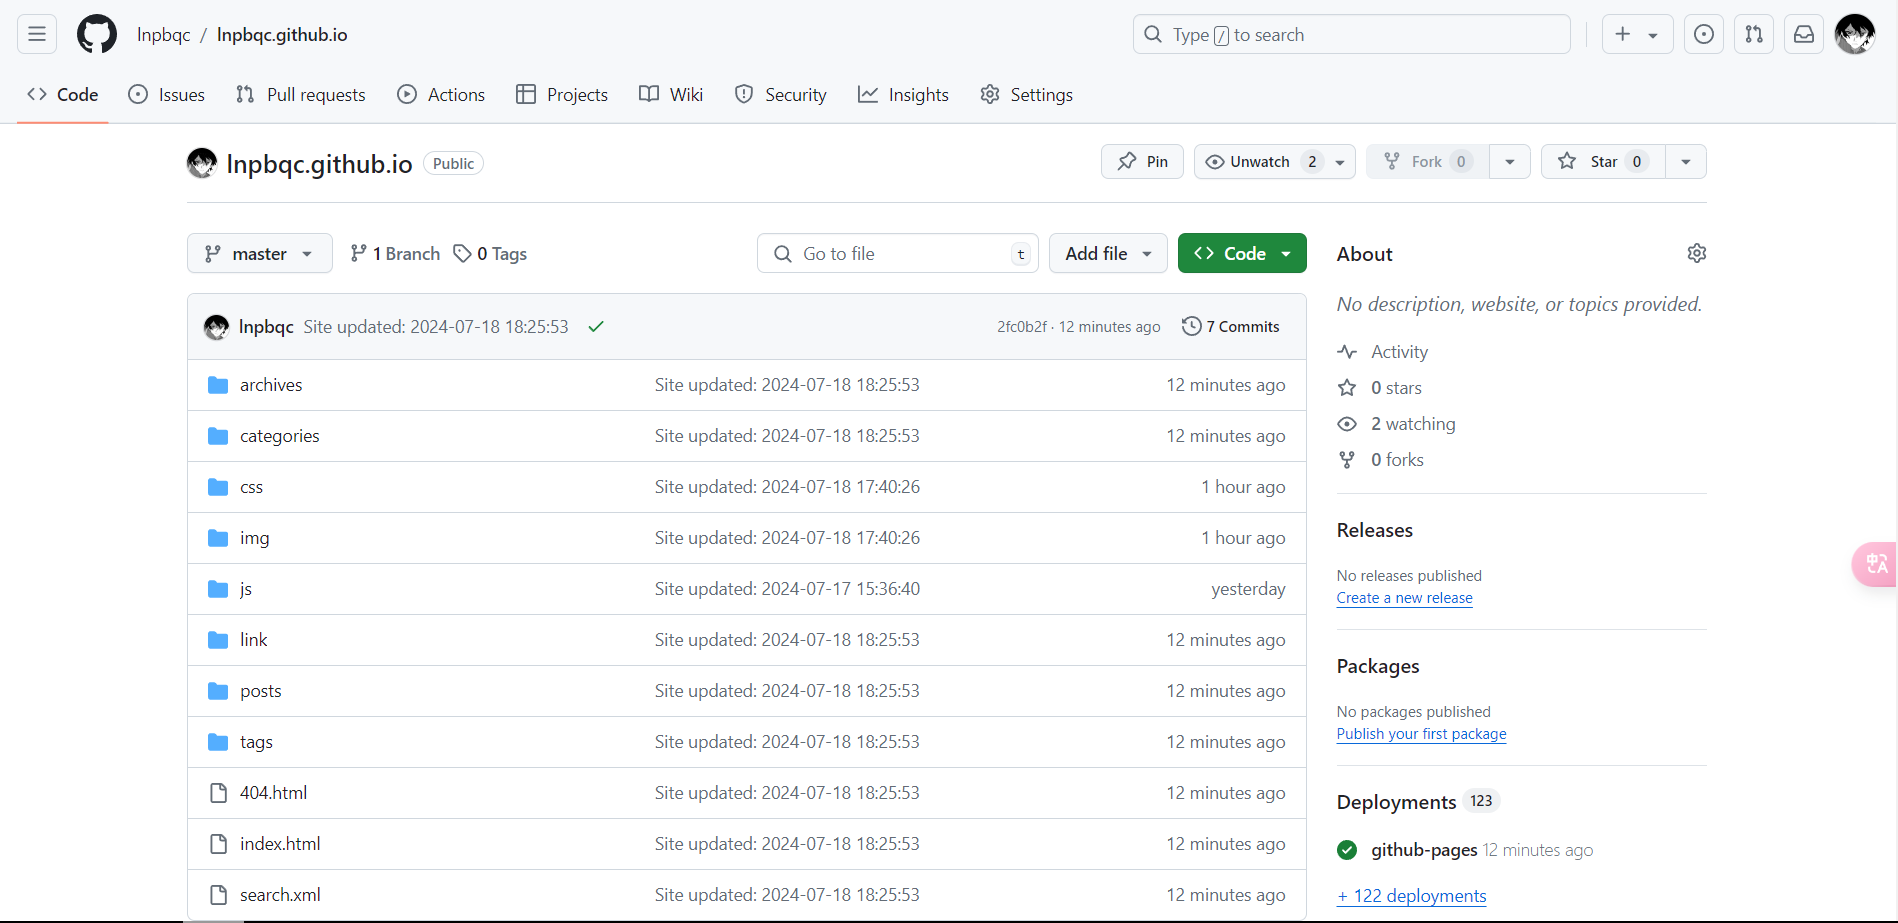 lnpbqc / lnpbqc.github.io
Type / to search
Code Issues Pull requests Actions Projects Wiki Security Insights Settings
lnpbqc.github.io Public
Pin Unwatch 2 Fork 0 Star 0
master 1 Branch 0 Tags Go to file t Add file Code
lnpbqc Site updated: 2024-07-18 18:25:53 2fc0b2f · 12 minutes ago 7 Commits
archives Site updated: 2024-07-18 18:25:53 12 minutes ago
categories Site updated: 2024-07-18 18:25:53 12 minutes ago
css Site updated: 2024-07-18 17:40:26 1 hour ago
img Site updated: 2024-07-18 17:40:26 1 hour ago
js Site updated: 2024-07-17 15:36:40 yesterday
link Site updated: 2024-07-18 18:25:53 12 minutes ago
posts Site updated: 2024-07-18 18:25:53 12 minutes ago
tags Site updated: 2024-07-18 18:25:53 12 minutes ago
404.html Site updated: 2024-07-18 18:25:53 12 minutes ago
index.html Site updated: 2024-07-18 18:25:53 12 minutes ago
search.xml Site updated: 2024-07-18 18:25:53 12 minutes ago
About
No description, website, or topics provided.
Activity
0 stars
2 watching
0 forks
Releases
No releases published
Create a new release
Packages
No packages published
Publish your first package
Deployments 123
github-pages 12 minutes ago
+ 122 deployments
中A